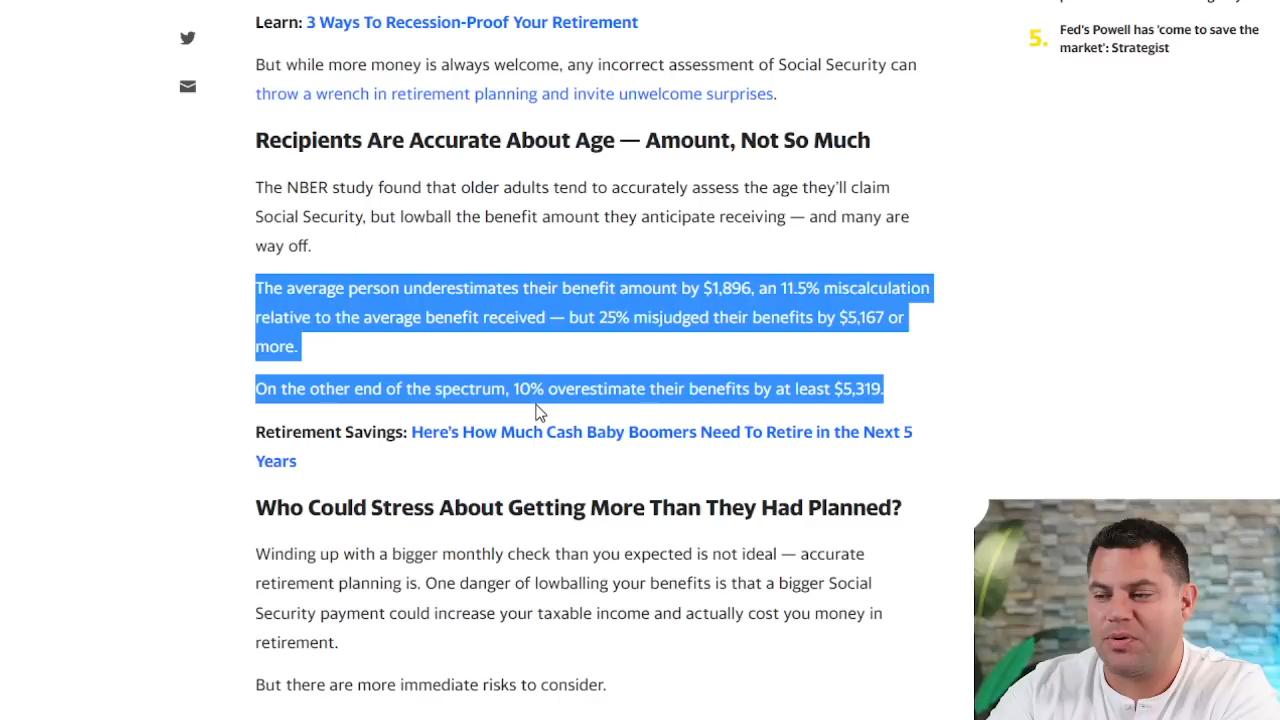 Learn: 3 Ways To Recession-Proof Your Retirement
But while more money is always welcome, any incorrect assessment of Social Security can
throw a wrench in retirement planning and invite unwelcome surprises.
Recipients Are Accurate About Age — Amount, Not So Much
The NBER study found that older adults tend to accurately assess the age they’ll claim
Social Security, but lowball the benefit amount they anticipate receiving — and many are
way off.
The average person underestimates their benefit amount by $1,896, an 11.5% miscalculation
relative to the average benefit received — but 25% misjudged their benefits by $5,167 or
more.
On the other end of the spectrum, 10% overestimate their benefits by at least $5,319.
Retirement Savings: Here’s How Much Cash Baby Boomers Need To Retire in the Next 5
Years
Who Could Stress About Getting More Than They Had Planned?
Winding up with a bigger monthly check than you expected is not ideal — accurate
retirement planning is. One danger of lowballing your benefits is that a bigger Social
Security payment could increase your taxable income and actually cost you money in
retirement.
But there are more immediate risks to consider.
5. Fed's Powell has 'come to save the
market': Strategist